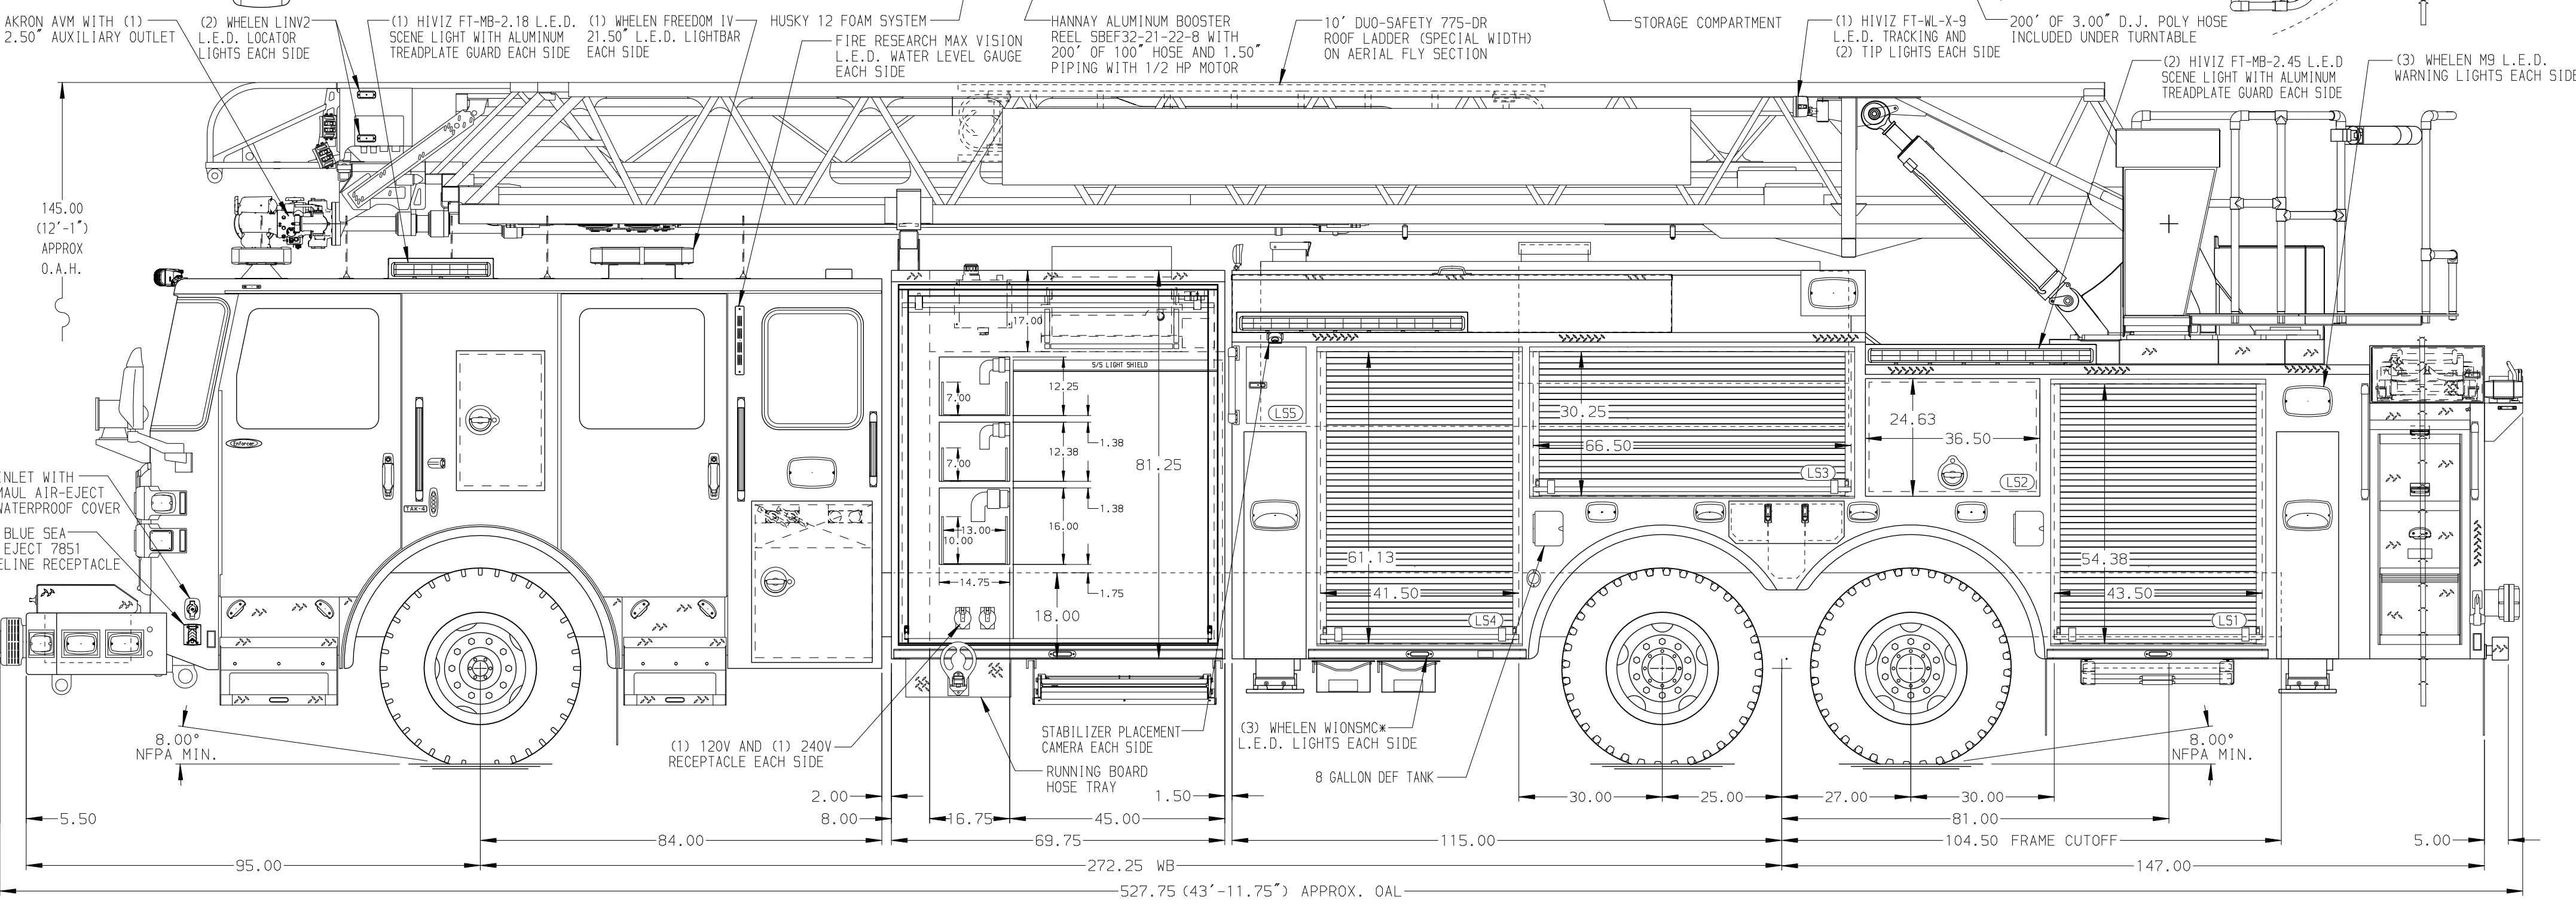 AKRON AVM WITH (1)
2.50" AUXILIARY OUTLET
(2) WHELEN LINV2
L.E.D. LOCATOR
LIGHTS EACH SIDE
(1) HIVIZ FT-MB-2.18 L.E.D.
SCENE LIGHT WITH ALUMINUM
TREADPLATE GUARD EACH SIDE
(1) WHELEN FREEDOM IV
21.50" L.E.D. LIGHTBAR
EACH SIDE
HUSKY 12 FOAM SYSTEM
FIRE RESEARCH MAX VISION
L.E.D. WATER LEVEL GAUGE
EACH SIDE
HANNAY ALUMINUM BOOSTER
REEL SBEF32-21-22-8 WITH
200' OF 100" HOSE AND 1.50"
PIPING WITH 1/2 HP MOTOR
10' DUO-SAFETY 775-DR
ROOF LADDER (SPECIAL WIDTH)
ON AERIAL FLY SECTION
STORAGE COMPARTMENT
(1) HIVIZ FT-WL-X-9
L.E.D. TRACKING AND
(2) TIP LIGHTS EACH SIDE
200' OF 3.00" D.J. POLY HOSE
INCLUDED UNDER TURNTABLE
(2) HIVIZ FT-MB-2.45 L.E.D
SCENE LIGHT WITH ALUMINUM
TREADPLATE GUARD EACH SIDE
(3) WHELEN M9 L.E.D.
WARNING LIGHTS EACH SIDE
145.00
(12'-1")
APPROX
O.A.H.
17.00
S/S LIGHT SHIELD
12.25
7.00
1.38
12.38
7.00
81.25
1.38
16.00
13.00
10.00
14.75
1.75
18.00
LS5
30.25
66.50
LS3
24.63
36.50
LS2
61.13
41.50
LS4
54.38
43.50
LS1
Enforcer
TAK-4
INLET WITH
MAUL AIR-EJECT
WATERPROOF COVER
BLUE SEA
EJECT 7851
ELINE RECEPTACLE
8.00°
NFPA MIN.
(1) 120V AND (1) 240V
RECEPTACLE EACH SIDE
STABILIZER PLACEMENT
CAMERA EACH SIDE
RUNNING BOARD
HOSE TRAY
(3) WHELEN WIONSMC*
L.E.D. LIGHTS EACH SIDE
8 GALLON DEF TANK
8.00°
NFPA MIN.
2.00
1.50
30.00
25.00
27.00
30.00
5.50
8.00
16.75
45.00
81.00
84.00
69.75
115.00
104.50 FRAME CUTOFF
5.00
95.00
272.25 WB
147.00
527.75 (43'-11.75") APPROX. OAL